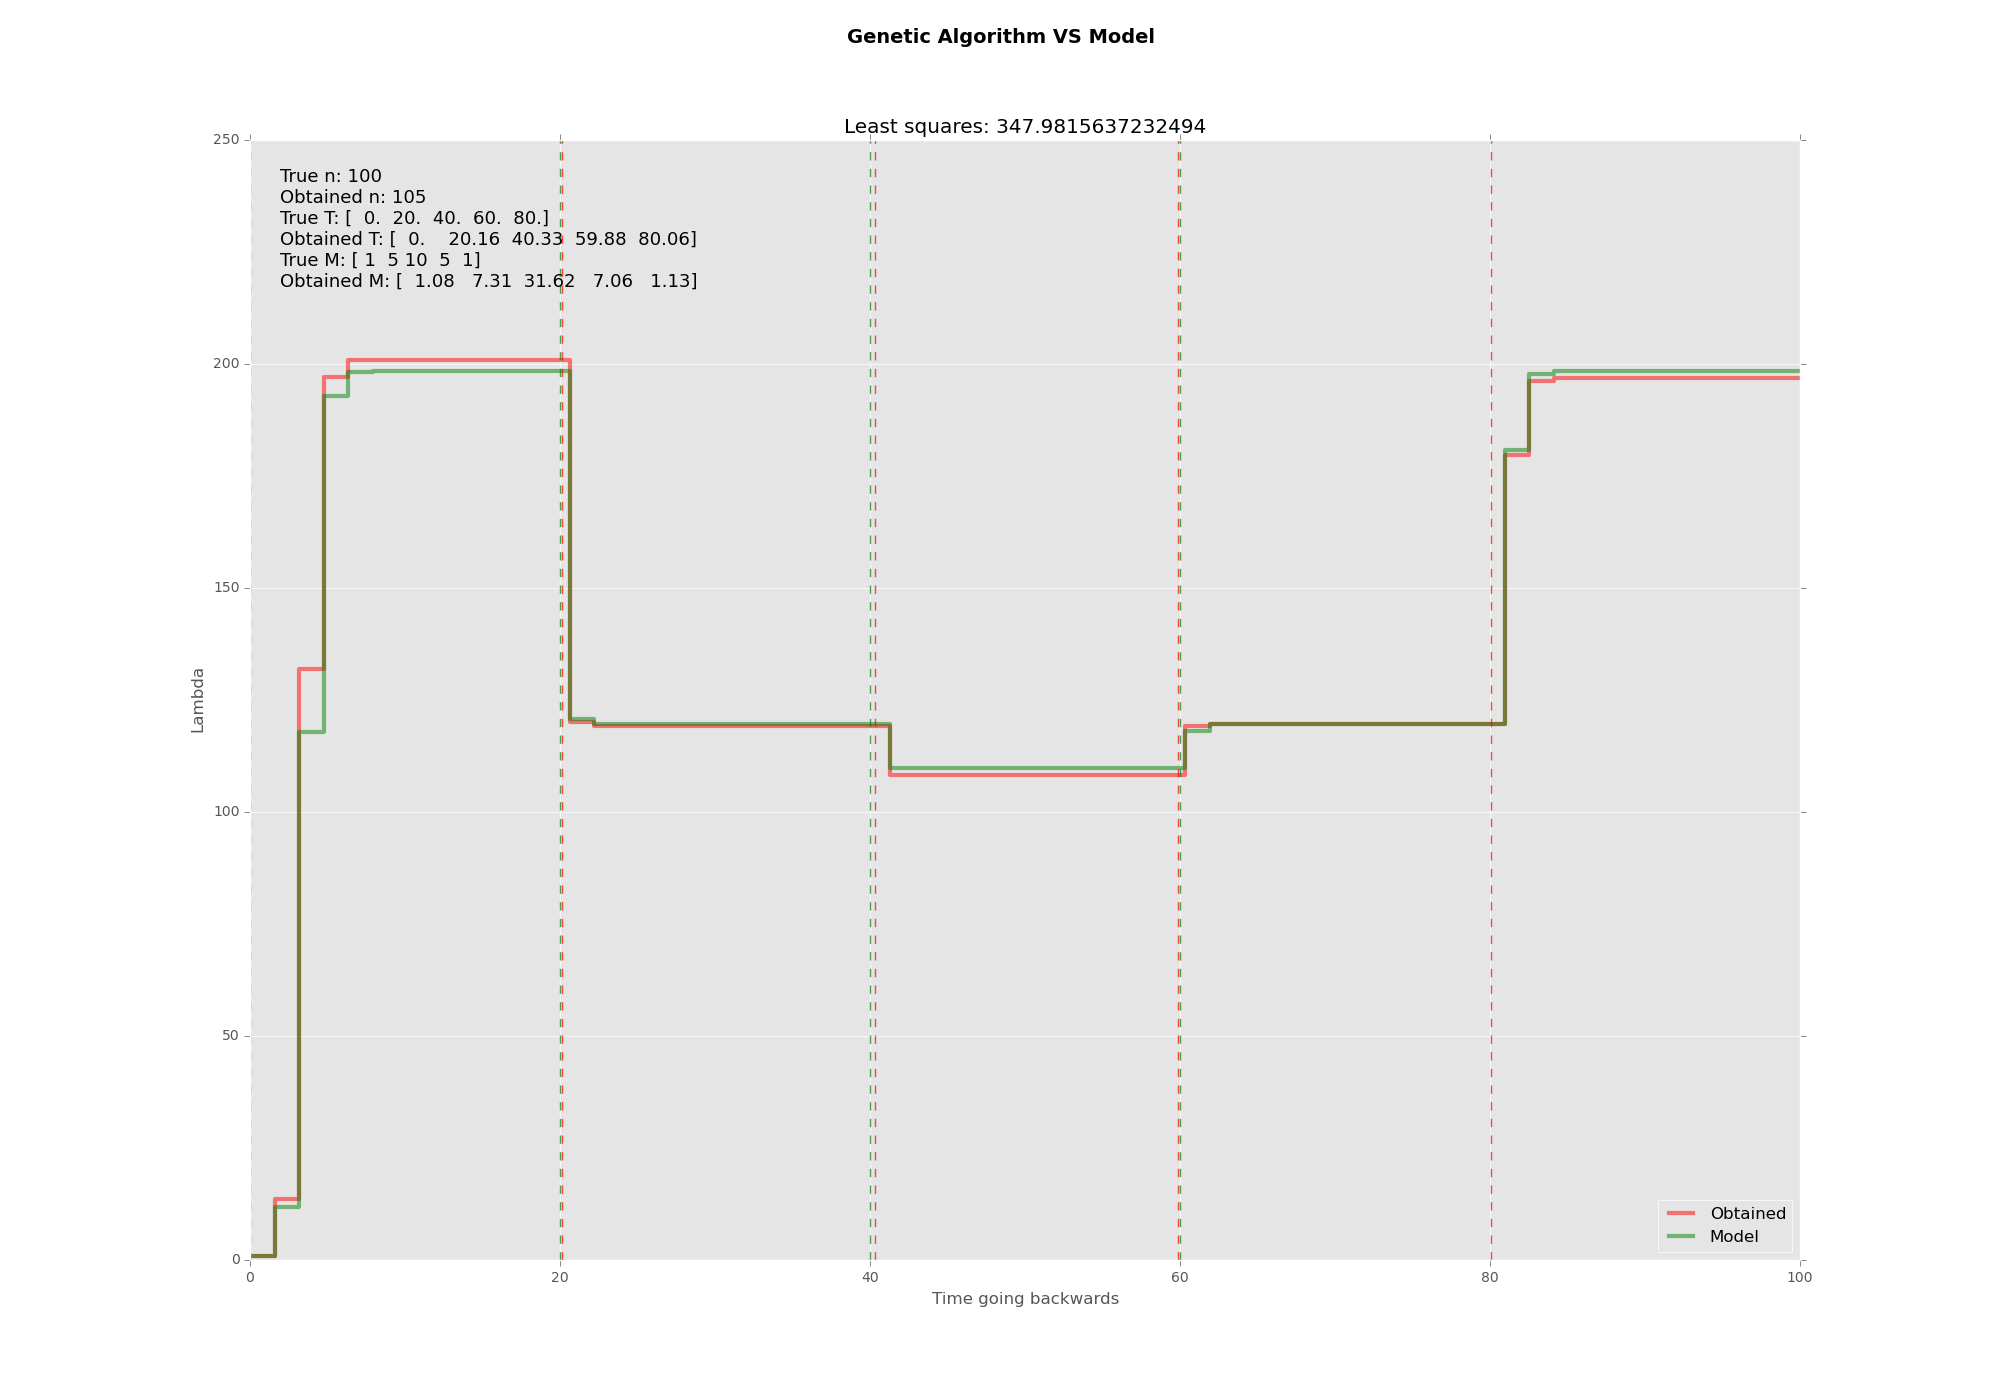 Genetic Algorithm VS Model
Least squares: 347.9815637232494
250
200
150
100
50
0
Lambda
True n: 100
Obtained n: 105
True T: [  0.  20.  40.  60.  80.]
Obtained T: [  0.    20.16  40.33  59.88  80.06]
True M: [ 1  5 10  5  1]
Obtained M: [  1.08   7.31  31.62   7.06   1.13]
Obtained
Model
0 20 40 60 80 100
Time going backwards